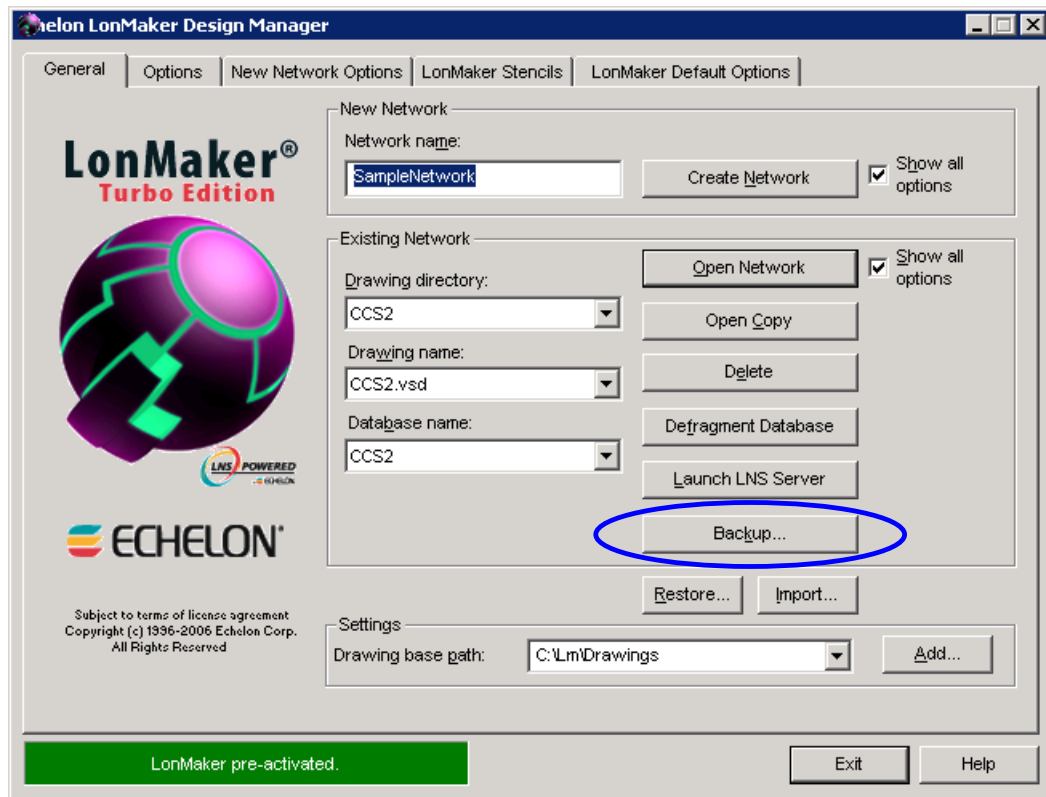 helon LonMaker Design Manager
General
Options
New Network Options
LonMaker Stencils
LonMaker Default Options
LonMaker®
Turbo Edition
LNS POWERED
ECHELON
ECHELON
Subject to terms of license agreement
Copyright (c) 1996-2006 Echelon Corp.
All Rights Reserved
New Network
Network name:
SampleNetwork
Create Network
Show all
options
Existing Network
Drawing directory:
CCS2
Drawing name:
CCS2.vsd
Database name:
CCS2
Open Network
Show all
options
Open Copy
Delete
Defragment Database
Launch LNS Server
Backup...
Restore...
Import...
Settings
Drawing base path:
C:\Lm\Drawings
Add...
LonMaker pre-activated.
Exit
Help